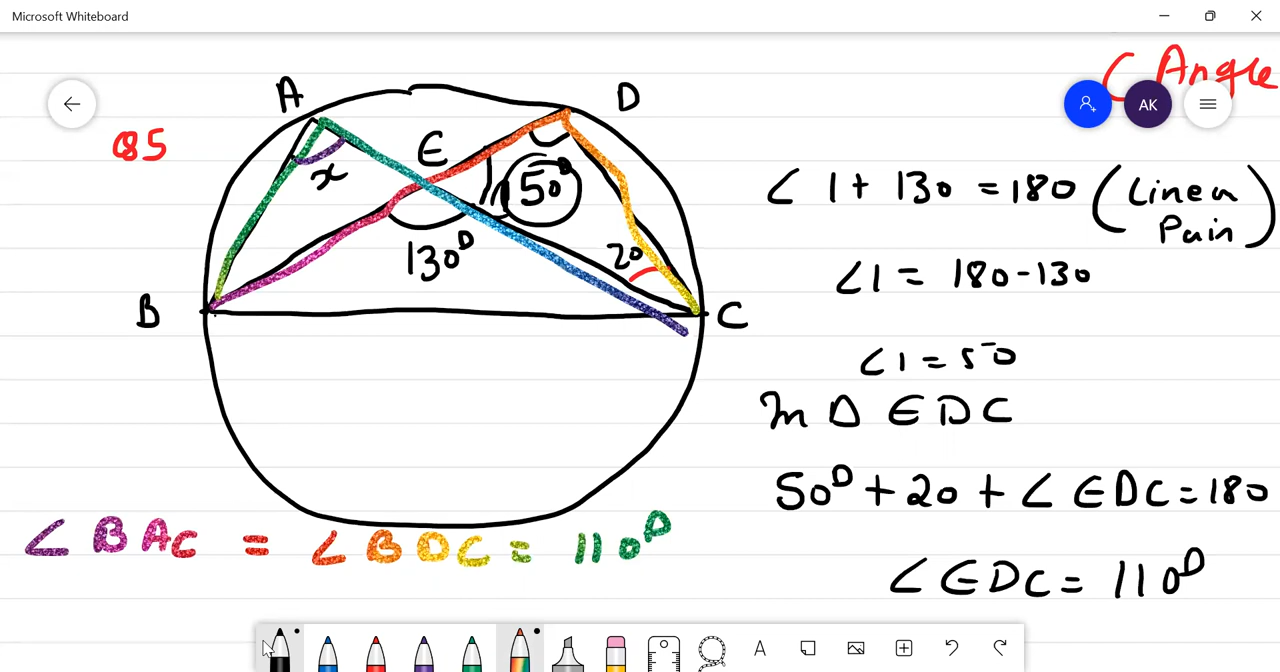 Microsoft Whiteboard
( Angle
AK
Q5
A
D
E
x
50°
130°
20
B
C
∠1 + 130 = 180 (Linear
Pair)
∠1 = 180-130
∠1 = 50
In Δ EDC
50° + 20 + ∠EDC = 180
∠EDC = 110°
∠BAC = ∠BDC = 110°
A